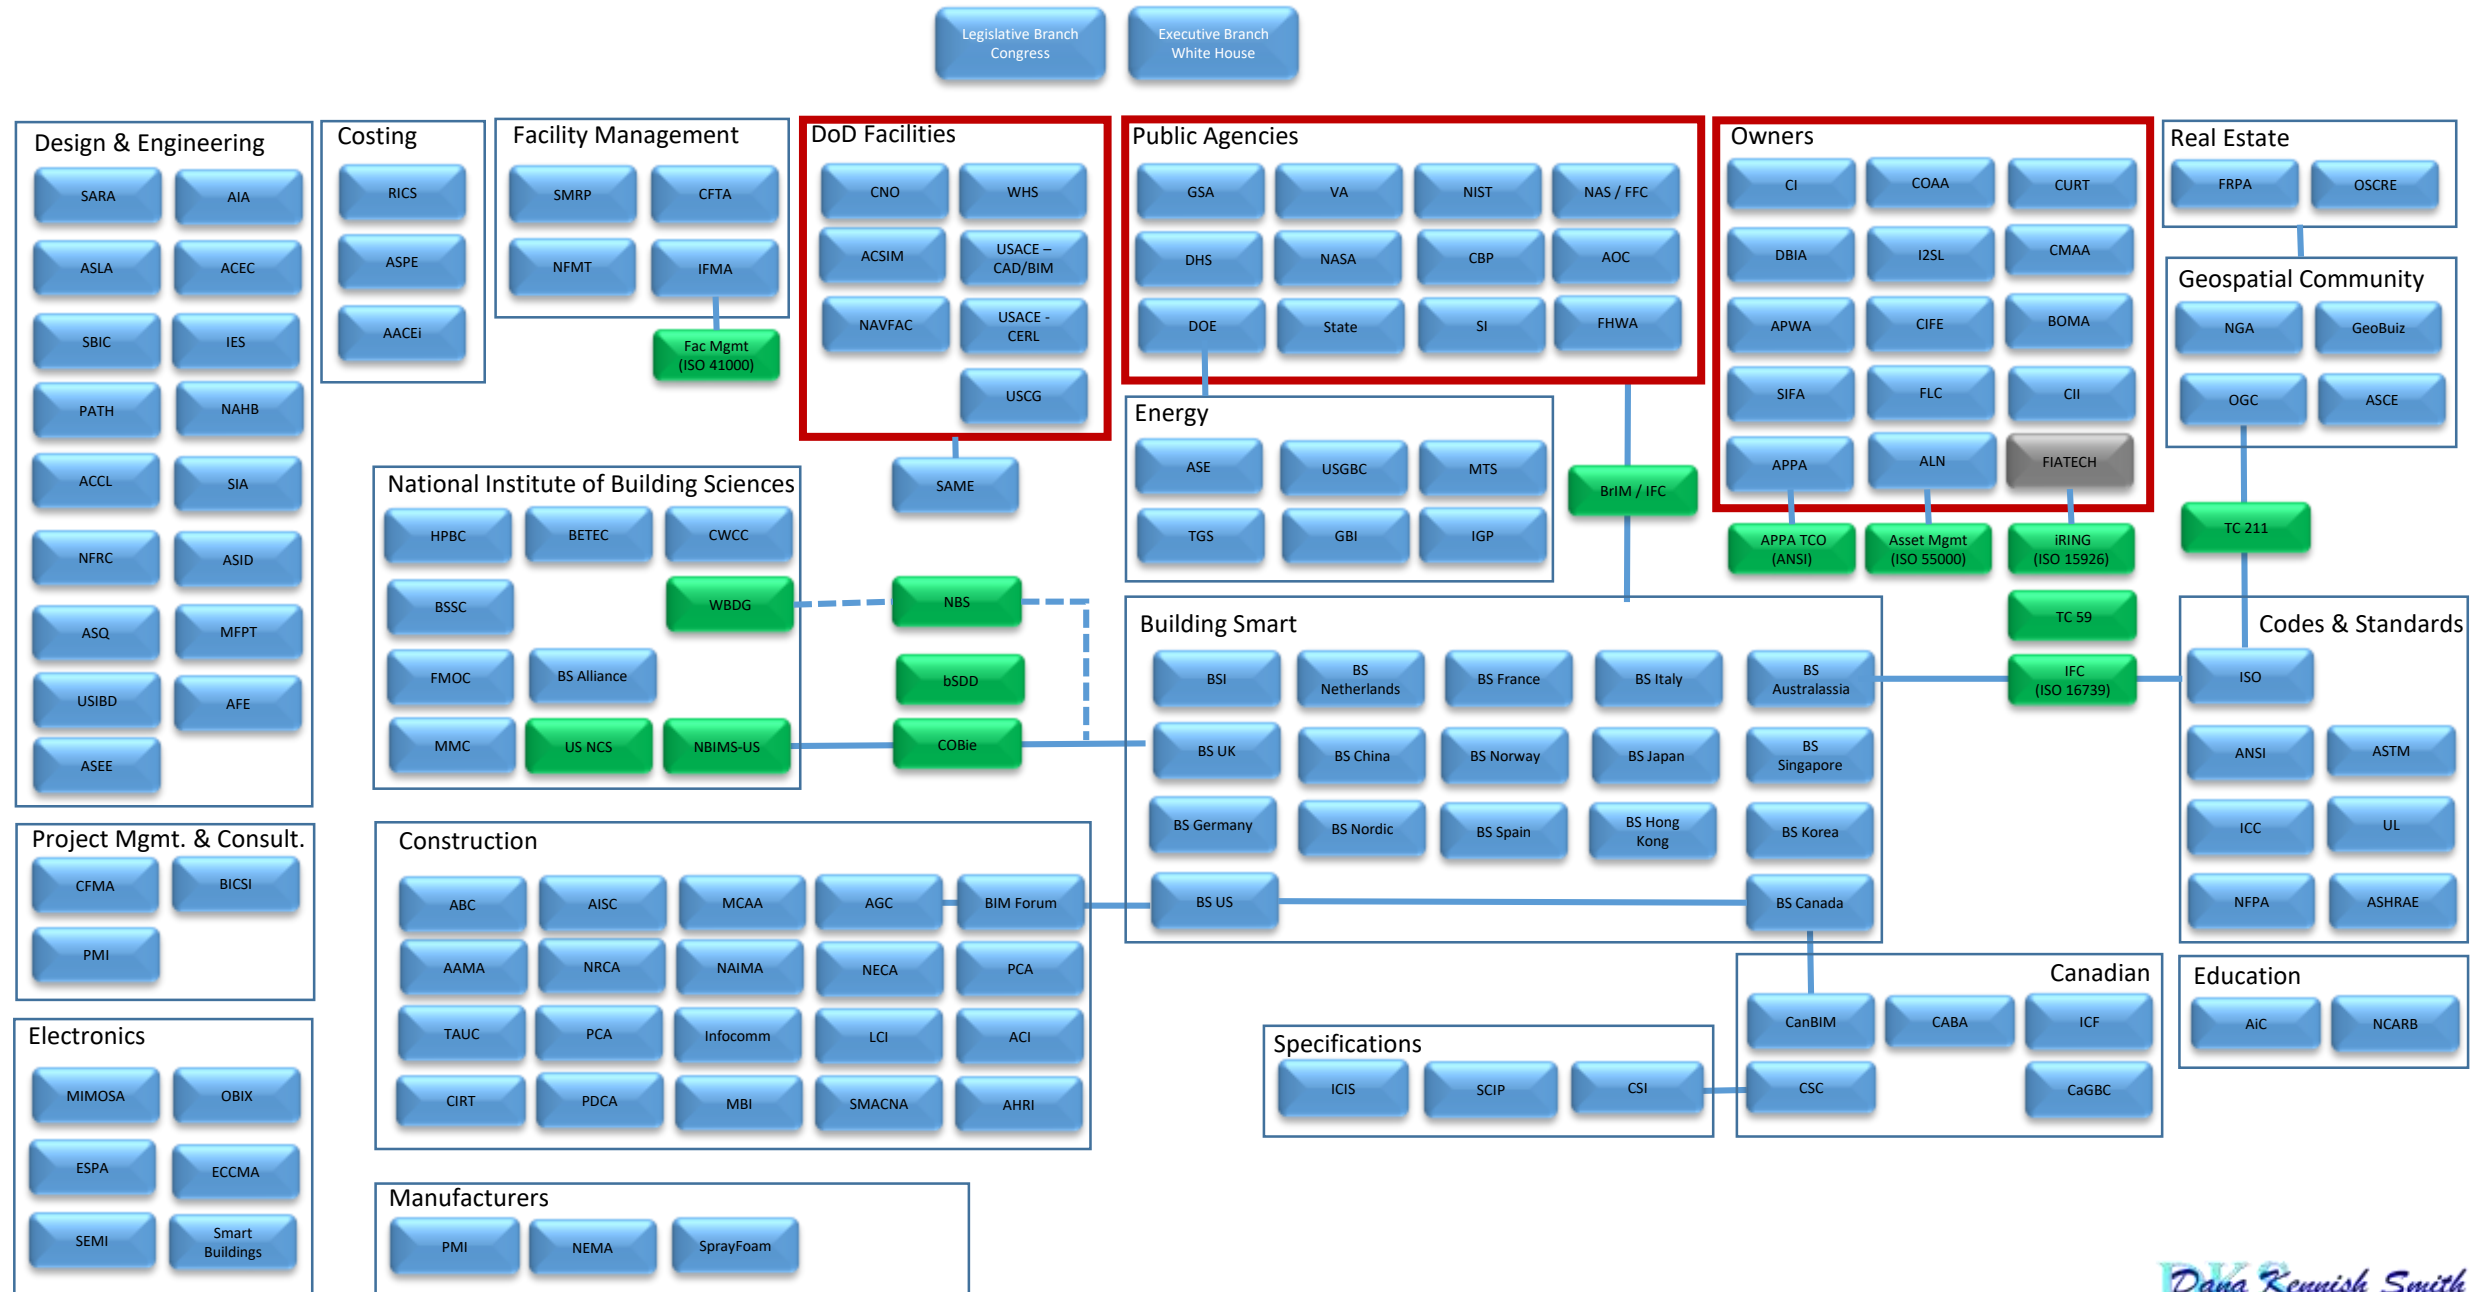 Legislative Branch
Congress
Executive Branch
White House
Design & Engineering
SARA
AIA
ASLA
ACEC
SBIC
IES
PATH
NAHB
ACCL
SIA
NFRC
ASID
ASQ
MFPT
USIBD
AFE
ASEE
Costing
RICS
ASPE
AACEi
Facility Management
SMRP
CFTA
NFMT
IFMA
Fac Mgmt
(ISO 41000)
DoD Facilities
CNO
WHS
ACSIM
USACE –
CAD/BIM
NAVFAC
USACE -
CERL
USCG
SAME
Public Agencies
GSA
VA
NIST
NAS / FFC
DHS
NASA
CBP
AOC
DOE
State
SI
FHWA
Energy
ASE
USGBC
MTS
TGS
GBI
IGP
BrIM / IFC
Owners
CI
COAA
CURT
DBIA
I2SL
CMAA
APWA
CIFE
BOMA
SIFA
FLC
CII
APPA
ALN
FIATECH
APPA TCO
(ANSI)
Asset Mgmt
(ISO 55000)
iRING
(ISO 15926)
TC 59
IFC
(ISO 16739)
Real Estate
FRPA
OSCRE
Geospatial Community
NGA
GeoBuiz
OGC
ASCE
TC 211
National Institute of Building Sciences
HPBC
BETEC
CWCC
BSSC
WBDG
FMOC
BS Alliance
MMC
US NCS
NBIMS-US
NBS
bSDD
COBie
Building Smart
BSI
BS
Netherlands
BS France
BS Italy
BS
Australassia
BS UK
BS China
BS Norway
BS Japan
BS
Singapore
BS Germany
BS Nordic
BS Spain
BS Hong
Kong
BS Korea
BS US
BS Canada
Codes & Standards
ISO
ANSI
ASTM
ICC
UL
NFPA
ASHRAE
Project Mgmt. & Consult.
CFMA
BICSI
PMI
Construction
ABC
AISC
MCAA
AGC
BIM Forum
AAMA
NRCA
NAIMA
NECA
PCA
TAUC
PCA
Infocomm
LCI
ACI
CIRT
PDCA
MBI
SMACNA
AHRI
Canadian
CanBIM
CABA
ICF
CSC
CaGBC
Education
AiC
NCARB
Specifications
ICIS
SCIP
CSI
Electronics
MIMOSA
OBIX
ESPA
ECCMA
SEMI
Smart
Buildings
Manufacturers
PMI
NEMA
SprayFoam
DKS
Dana Kennish Smith